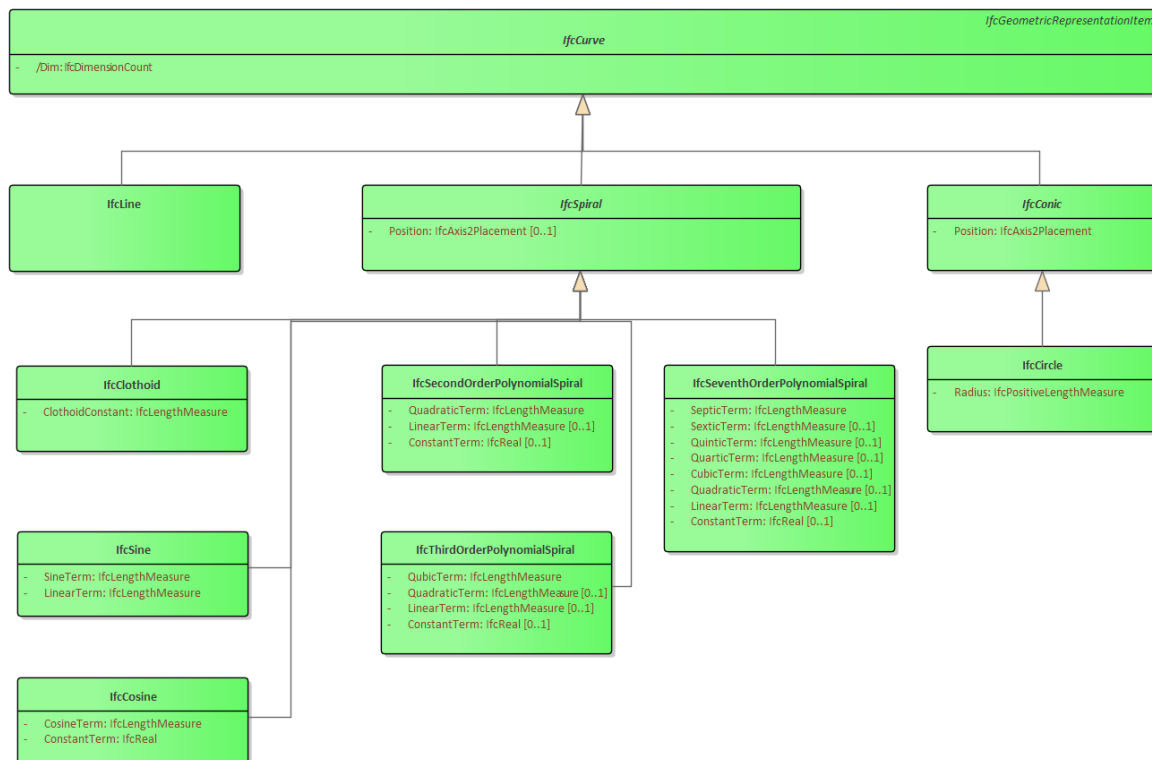 IfcGeometricRepresentationItem
IfcCurve
- /Dim: IfcDimensionCount
IfcLine
IfcSpiral
- Position: IfcAxis2Placement [0..1]
IfcConic
- Position: IfcAxis2Placement
IfcClothoid
- ClothoidConstant: IfcLengthMeasure
IfcSecondOrderPolynomialSpiral
- QuadraticTerm: IfcLengthMeasure
- LinearTerm: IfcLengthMeasure [0..1]
- ConstantTerm: IfcReal [0..1]
IfcSeventhOrderPolynomialSpiral
- SepticTerm: IfcLengthMeasure
- SexticTerm: IfcLengthMeasure [0..1]
- QuinticTerm: IfcLengthMeasure [0..1]
- QuarticTerm: IfcLengthMeasure [0..1]
- CubicTerm: IfcLengthMeasure [0..1]
- QuadraticTerm: IfcLengthMeasure [0..1]
- LinearTerm: IfcLengthMeasure [0..1]
- ConstantTerm: IfcReal [0..1]
IfcCircle
- Radius: IfcPositiveLengthMeasure
IfcSine
- SineTerm: IfcLengthMeasure
- LinearTerm: IfcLengthMeasure
IfcThirdOrderPolynomialSpiral
- QubicTerm: IfcLengthMeasure
- QuadraticTerm: IfcLengthMeasure [0..1]
- LinearTerm: IfcLengthMeasure [0..1]
- ConstantTerm: IfcReal [0..1]
IfcCosine
- CosineTerm: IfcLengthMeasure
- ConstantTerm: IfcReal